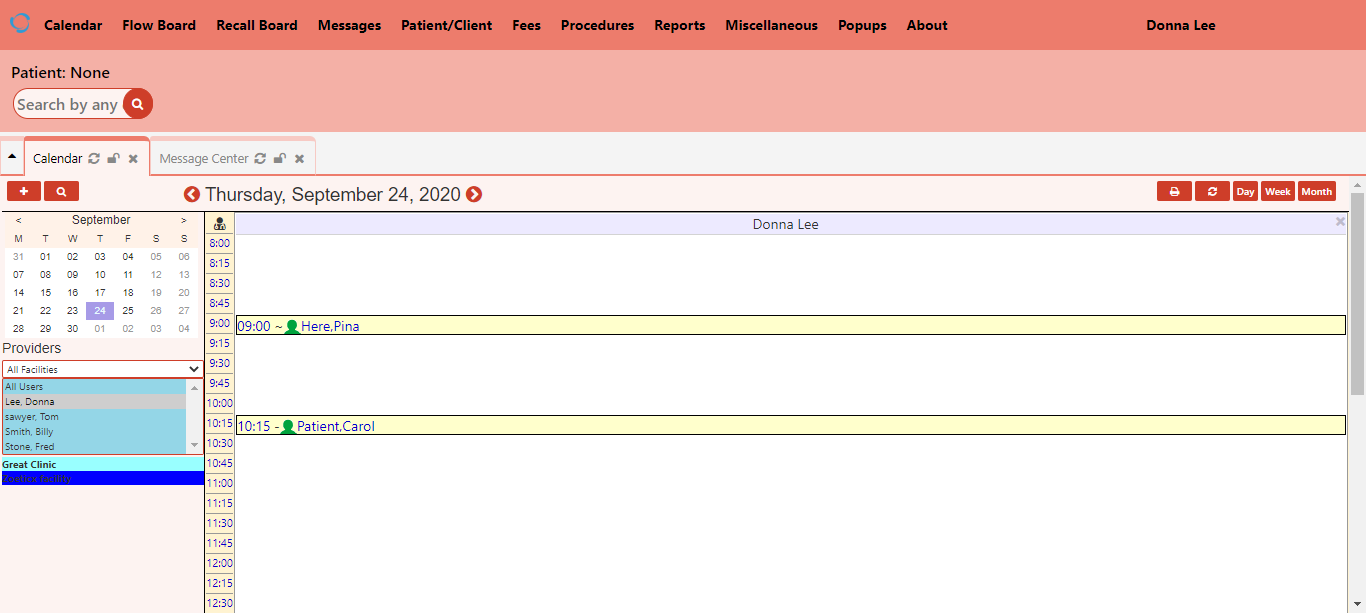 Calendar Flow Board Recall Board Messages Patient/Client Fees Procedures Reports Miscellaneous Popups About Donna Lee
Patient: None
Search by any
Calendar Message Center
Thursday, September 24, 2020
Day Week Month
< September >
M T W T F S S
31 01 02 03 04 05 06
07 08 09 10 11 12 13
14 15 16 17 18 19 20
21 22 23 24 25 26 27
28 29 30 01 02 03 04
Providers
All Facilities
All Users
Lee, Donna
sawyer, Tom
Smith, Billy
Stone, Fred
Great Clinic
Zoeticx facility
Donna Lee
8:00
8:15
8:30
8:45
9:00 09:00 ~ Here,Pina
9:15
9:30
9:45
10:00
10:15 10:15 - Patient,Carol
10:30
10:45
11:00
11:15
11:30
11:45
12:00
12:15
12:30